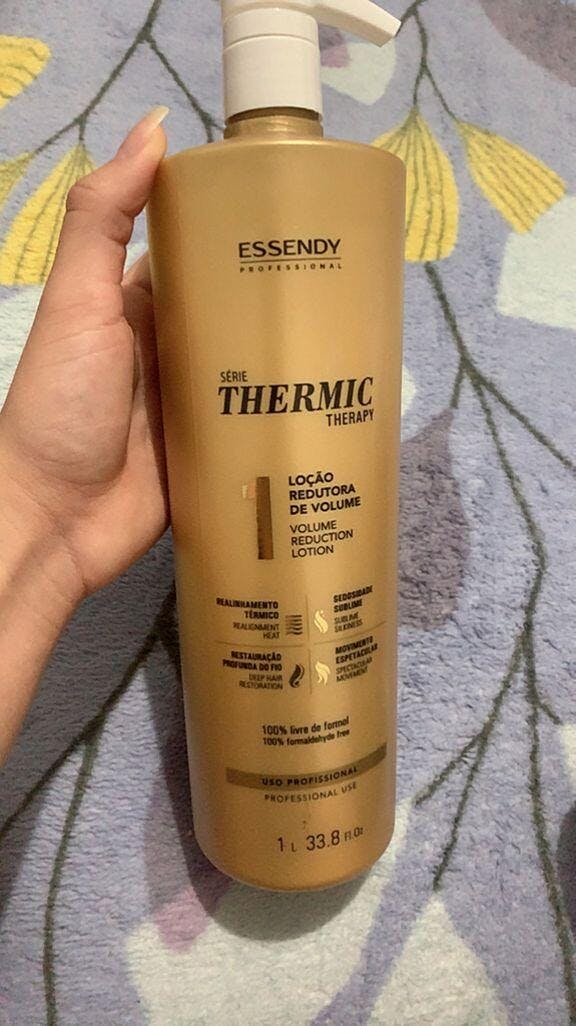 ESSENDY
PROFESSIONAL
SÉRIE
THERMIC
THERAPY
1
LOÇÃO
REDUTORA
DE VOLUME
VOLUME
REDUCTION
LOTION
REALINHAMENTO
TÉRMICO
REALIGNMENT
HEAT
SEDOSIDADE
SUBLIME
SUBLIME
SILKINESS
RESTAURAÇÃO
PROFUNDA DO FIO
DEEP HAIR
RESTORATION
MOVIMENTO
ESPETACULAR
SPECTACULAR
MOVEMENT
100% livre de formol
100% formaldehyde free
USO PROFISSIONAL
PROFESSIONAL USE
1 L 33.8 Fl.Oz